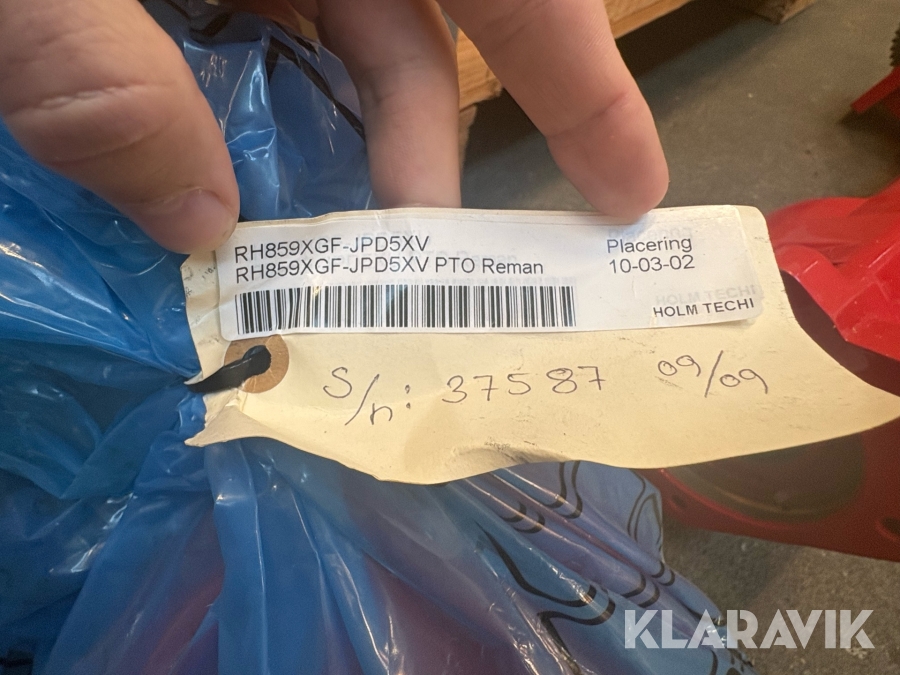 RH859XGF-JPD5XV
RH859XGF-JPD5XV PTO Reman
Placering
10-03-02
HOLM TECHI
S/n: 37587 09/09
KLARAVIK